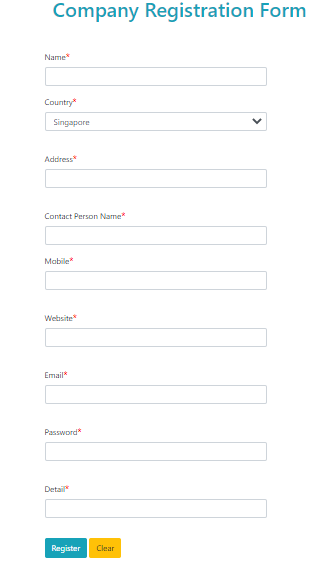 Company Registration Form
Name*
Country*
Singapore
Address*
Contact Person Name*
Mobile*
Website*
Email*
Password*
Detail*
Register Clear